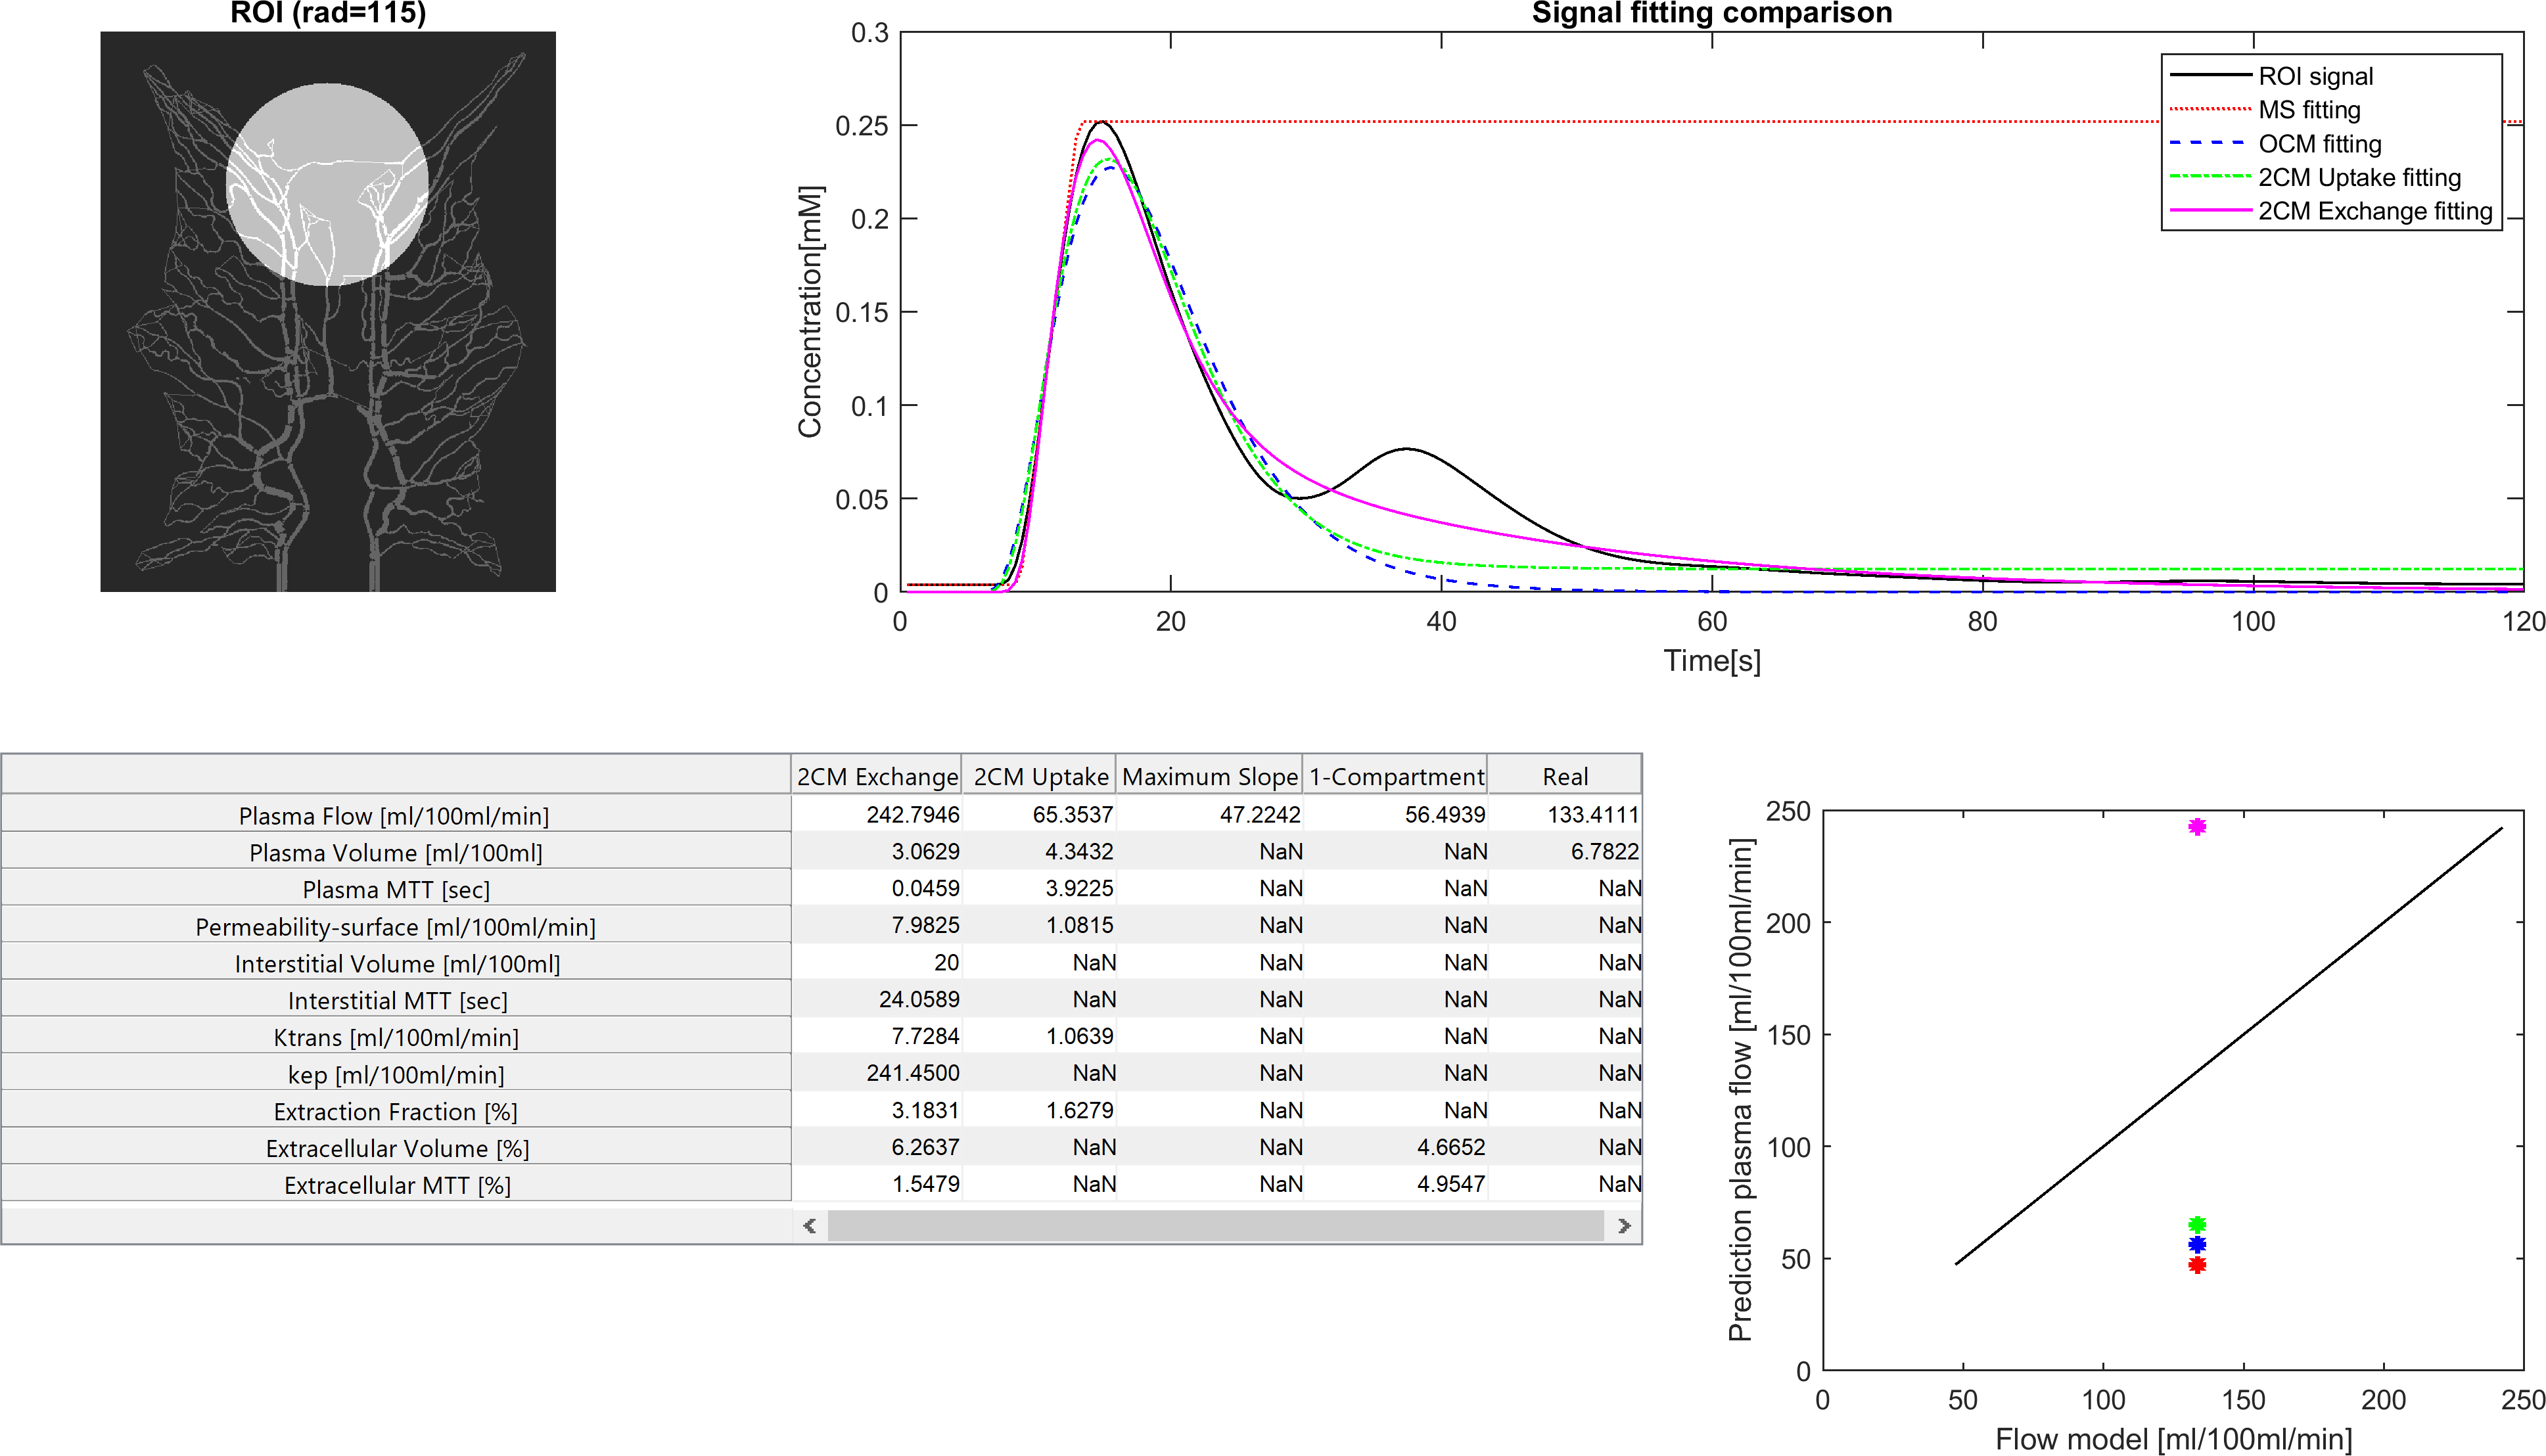 ROI (rad=115)
Signal fitting comparison
0.3
0.25
0.2
0.15
0.1
0.05
0
Concentration[mM]
0 20 40 60 80 100 120
Time[s]
ROI signal
MS fitting
OCM fitting
2CM Uptake fitting
2CM Exchange fitting
2CM Exchange 2CM Uptake Maximum Slope 1-Compartment Real
Plasma Flow [ml/100ml/min] 242.7946 65.3537 47.2242 56.4939 133.4111
Plasma Volume [ml/100ml] 3.0629 4.3432 NaN NaN 6.7822
Plasma MTT [sec] 0.0459 3.9225 NaN NaN NaN
Permeability-surface [ml/100ml/min] 7.9825 1.0815 NaN NaN NaN
Interstitial Volume [ml/100ml] 20 NaN NaN NaN NaN
Interstitial MTT [sec] 24.0589 NaN NaN NaN NaN
Ktrans [ml/100ml/min] 7.7284 1.0639 NaN NaN NaN
kep [ml/100ml/min] 241.4500 NaN NaN NaN NaN
Extraction Fraction [%] 3.1831 1.6279 NaN NaN NaN
Extracellular Volume [%] 6.2637 NaN NaN 4.6652 NaN
Extracellular MTT [%] 1.5479 NaN NaN 4.9547 NaN
250
200
150
100
50
0
Prediction plasma flow [ml/100ml/min]
0 50 100 150 200 250
Flow model [ml/100ml/min]